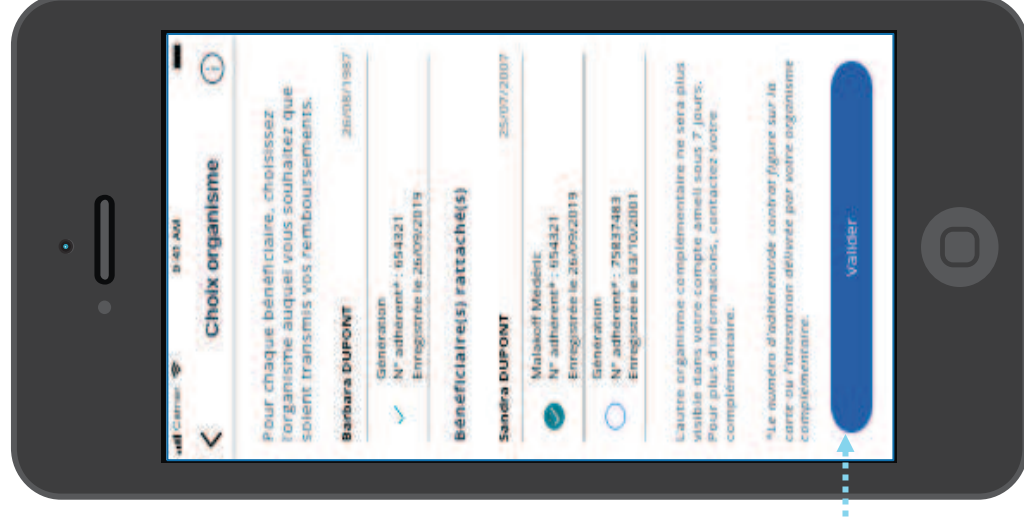 Carrier 9:41 AM
Choix organisme
Pour chaque bénéficiaire, choisissez
l'organisme auquel vous souhaitez que
soient transmis vos remboursements.
Barbara DUPONT 26/08/1987
Génération
N° adhérent* : 654321
Enregistrée le 26/09/2019
Bénéficiaire(s) rattaché(s)
Sandra DUPONT 25/07/2007
Malakoff Médéric
N° adhérent* : 654321
Enregistrée le 26/09/2019
Génération
N° adhérent* : 75837483
Enregistrée le 03/10/2001
L'autre organisme complémentaire ne sera plus
visible dans votre compte ameli sous 7 jours.
Pour plus d'informations, contactez votre
complémentaire.
*Le numéro d'adhérent/de contrat figure sur la
carte ou l'attestation délivrée par votre organisme
complémentaire.
Valider